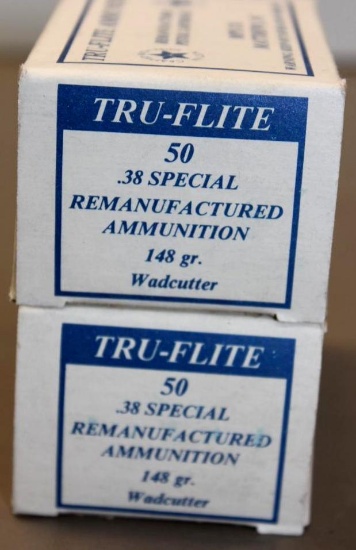 TRU-FLITE
50
.38 SPECIAL
REMANUFACTURED
AMMUNITION
148 gr.
Wadcutter
TRU-FLITE
50
.38 SPECIAL
REMANUFACTURED
AMMUNITION
148 gr.
Wadcutter